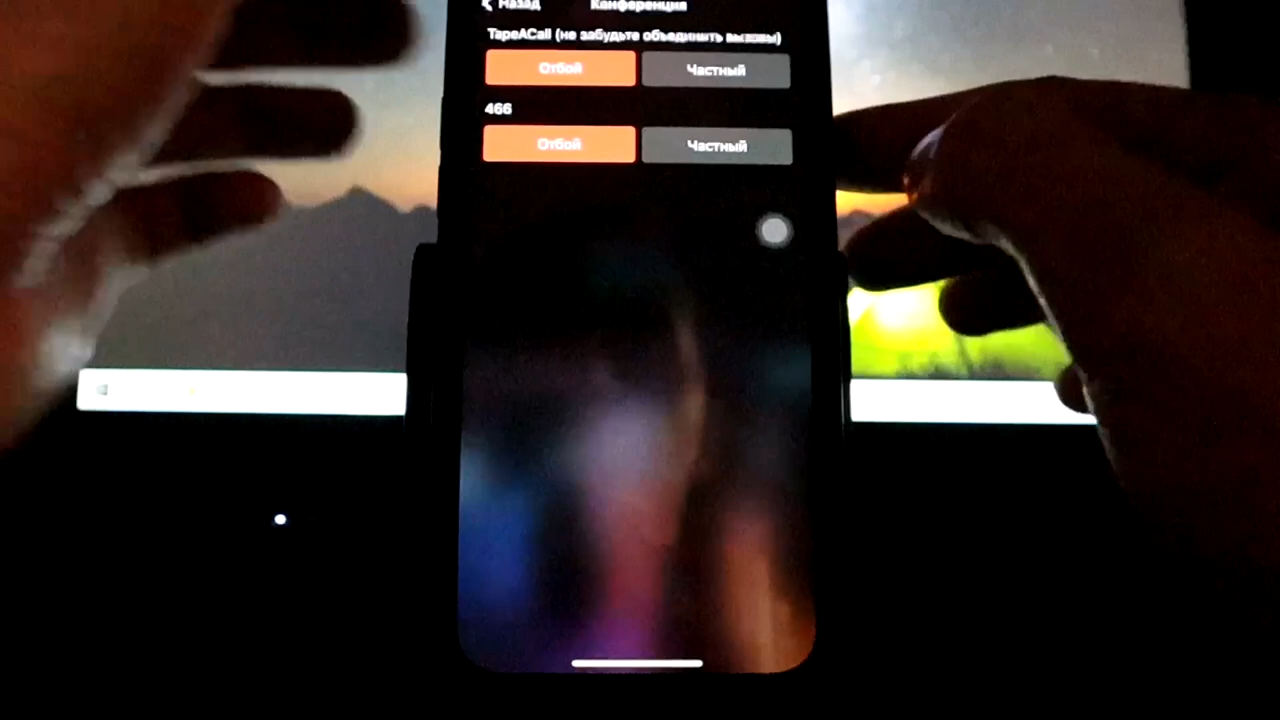 Назад Конференция
TapeACall (не забудьте объединить вызовы)
Отбой Частный
466
Отбой Частный